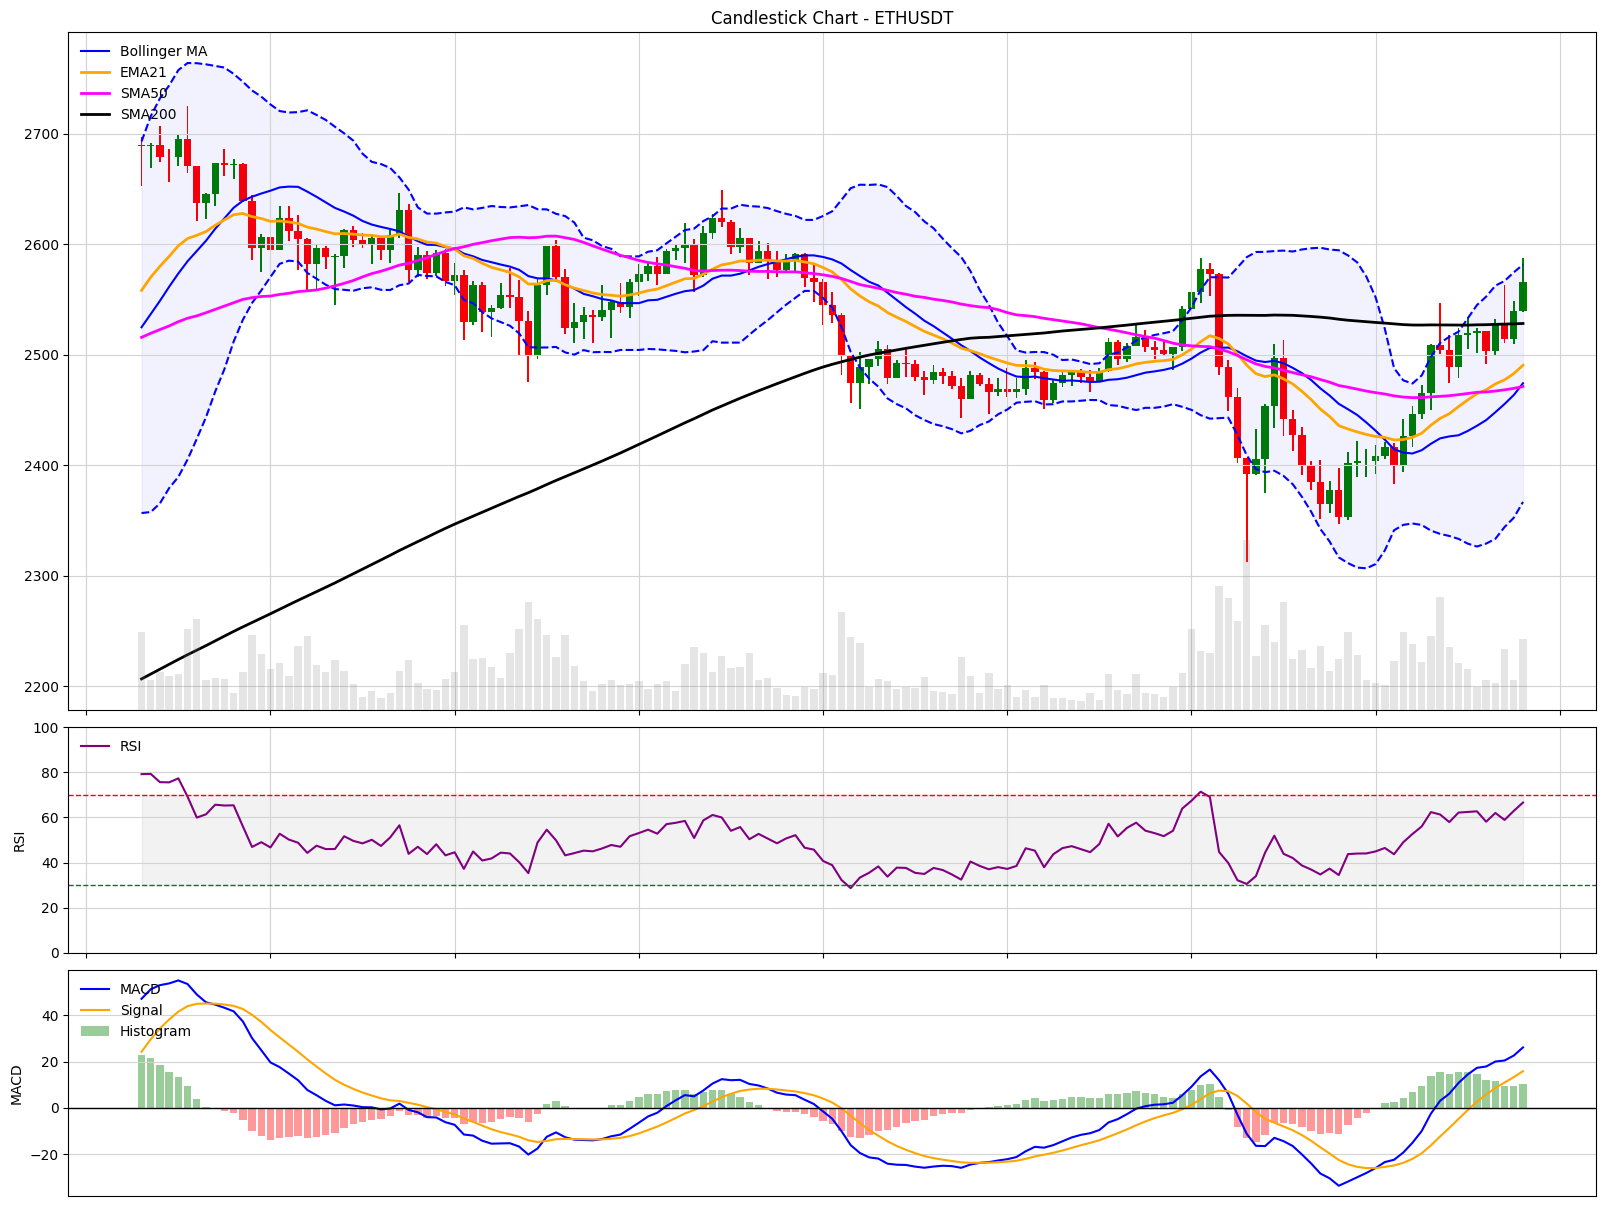 Candlestick Chart - ETHUSDT
Bollinger MA
EMA21
SMA50
SMA200
2700
2600
2500
2400
2300
2200
RSI
100
80
60
40
20
0
RSI
MACD
Signal
Histogram
40
20
0
−20
MACD